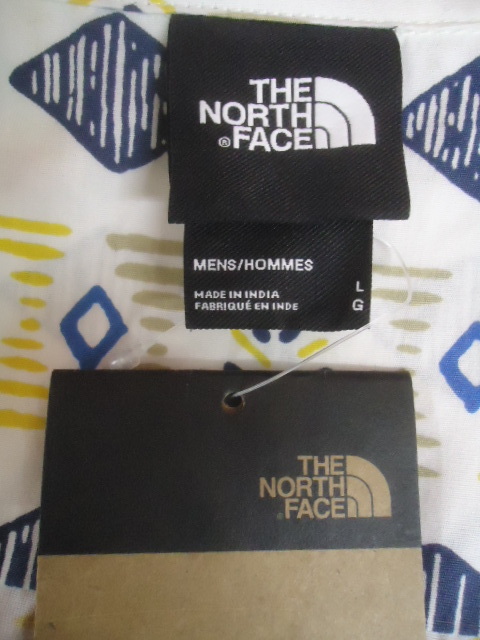 THE
NORTH
® FACE
MENS/HOMMES
MADE IN INDIA
FABRIQUÉ EN INDE
L
G
THE
NORTH
® FACE